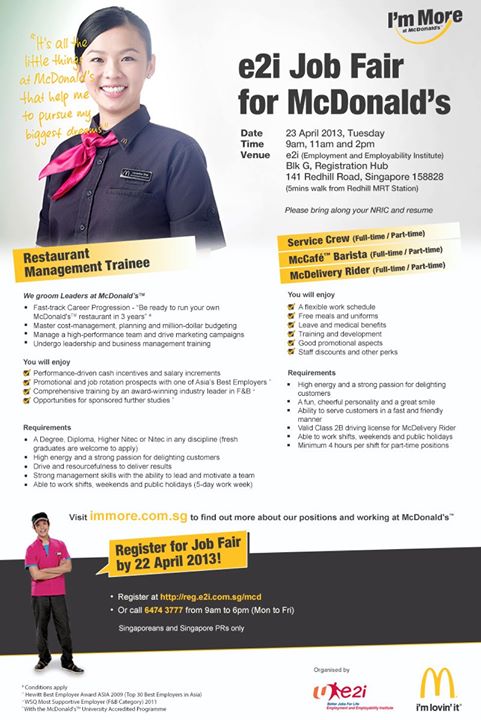 I'm More
at McDonald's™
"It's all the
little things
at McDonald's
that help me
to pursue my
biggest dreams."
e2i Job Fair
for McDonald's
Date 23 April 2013, Tuesday
Time 9am, 11am and 2pm
Venue e2i (Employment and Employability Institute)
Blk G, Registration Hub
141 Redhill Road, Singapore 158828
(5mins walk from Redhill MRT Station)
Please bring along your NRIC and resume
Restaurant
Management Trainee
We groom Leaders at McDonald's™
Fast-track Career Progression - "Be ready to run your own
McDonald's™ restaurant in 3 years" #
Master cost-management, planning and million-dollar budgeting
Manage a high-performance team and drive marketing campaigns
Undergo leadership and business management training
You will enjoy
Performance-driven cash incentives and salary increments
Promotional and job rotation prospects with one of Asia's Best Employers
Comprehensive training by an award-winning industry leader in F&B
Opportunities for sponsored further studies
Requirements
A Degree, Diploma, Higher Nitec or Nitec in any discipline (fresh
graduates are welcome to apply)
High energy and a strong passion for delighting customers
Drive and resourcefulness to deliver results
Strong management skills with the ability to lead and motivate a team
Able to work shifts, weekends and public holidays (5-day work week)
Service Crew (Full-time / Part-time)
McCafé™ Barista (Full-time / Part-time)
McDelivery Rider (Full-time / Part-time)
You will enjoy
A flexible work schedule
Free meals and uniforms
Leave and medical benefits
Training and development
Good promotional aspects
Staff discounts and other perks
Requirements
High energy and a strong passion for delighting
customers
A fun, cheerful personality and a great smile
Ability to serve customers in a fast and friendly
manner
Valid Class 2B driving license for McDelivery Rider
Able to work shifts, weekends and public holidays
Minimum 4 hours per shift for part-time positions
Visit immore.com.sg to find out more about our positions and working at McDonald's™
Register for Job Fair
by 22 April 2013!
Register at http://reg.e2i.com.sg/mcd
Or call 6474 3777 from 9am to 6pm (Mon to Fri)
Singaporeans and Singapore PRs only
# Conditions apply
Hewitt Best Employer Award ASIA 2009 (Top 30 Best Employers in Asia)
WSQ Most Supportive Employer (F&B Category) 2011
With the McDonald's™ University Accredited Programme
Organised by
e2i
Better Jobs For Life
Employment and Employability Institute
i'm lovin' it®